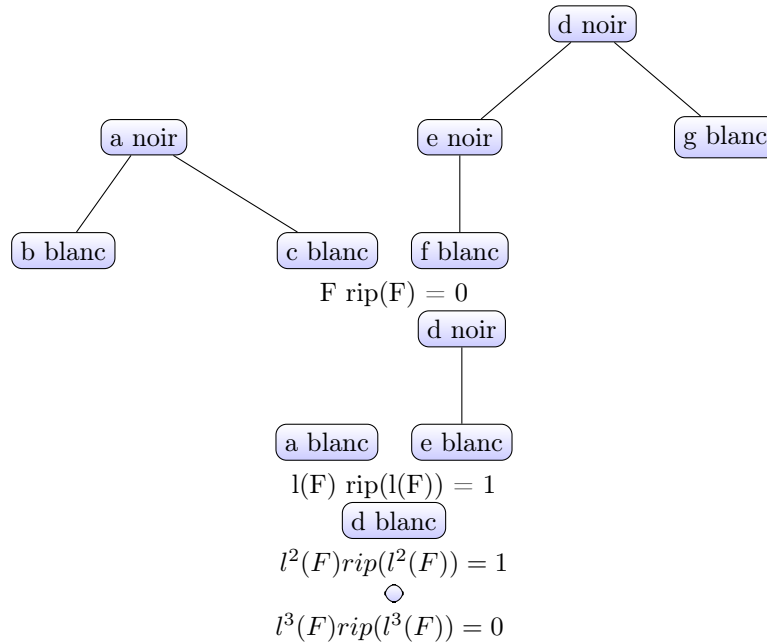 d noir
a noir
e noir
g blanc
b blanc
c blanc
f blanc
F rip(F) = 0
d noir
a blanc
e blanc
l(F) rip(l(F)) = 1
d blanc
l²(F)rip(l²(F)) = 1
l³(F)rip(l³(F)) = 0